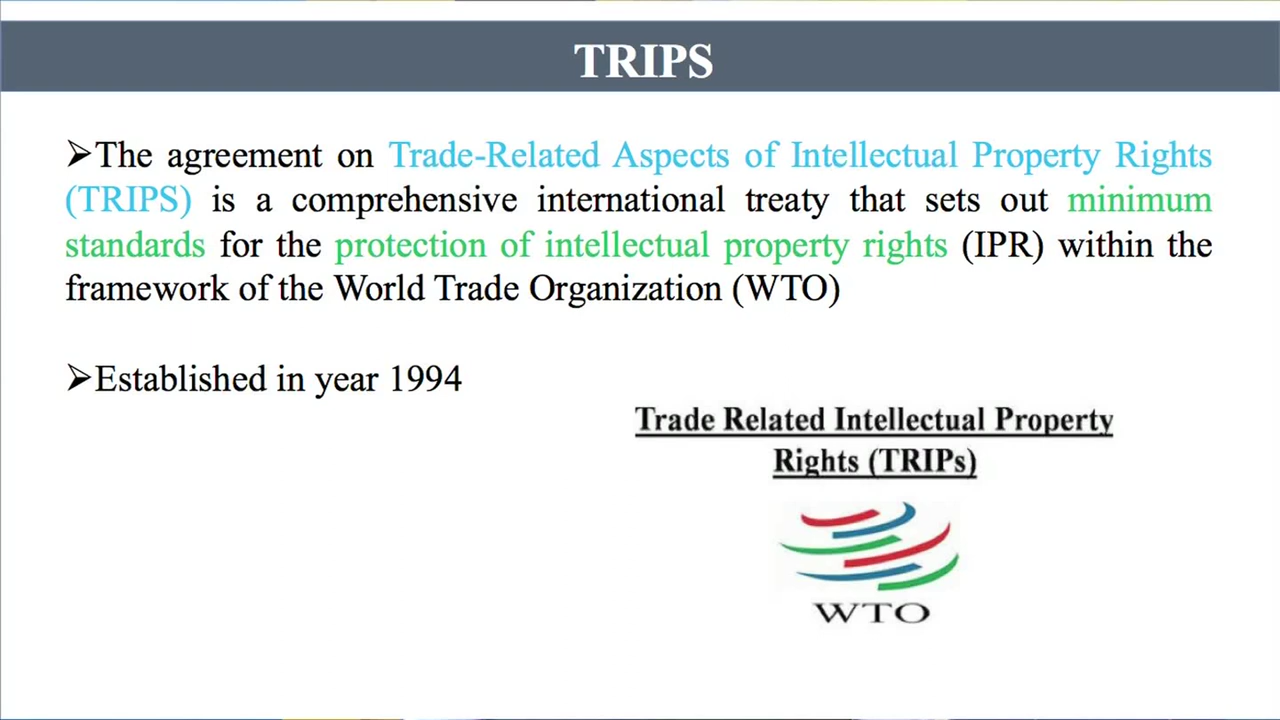 TRIPS
➢The agreement on Trade-Related Aspects of Intellectual Property Rights
(TRIPS) is a comprehensive international treaty that sets out minimum
standards for the protection of intellectual property rights (IPR) within the
framework of the World Trade Organization (WTO)
➢Established in year 1994
Trade Related Intellectual Property
Rights (TRIPs)
WTO